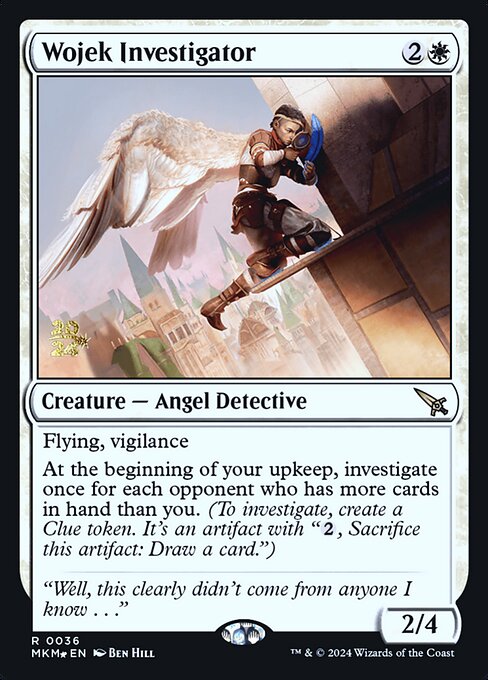 Wojek Investigator 2
Creature — Angel Detective
Flying, vigilance
At the beginning of your upkeep, investigate
once for each opponent who has more cards
in hand than you. (To investigate, create a
Clue token. It's an artifact with “2, Sacrifice
this artifact: Draw a card.”)
“Well, this clearly didn't come from anyone I
know . . .”
2/4
R 0036
MKM★EN Ben Hill
™ & © 2024 Wizards of the Coast